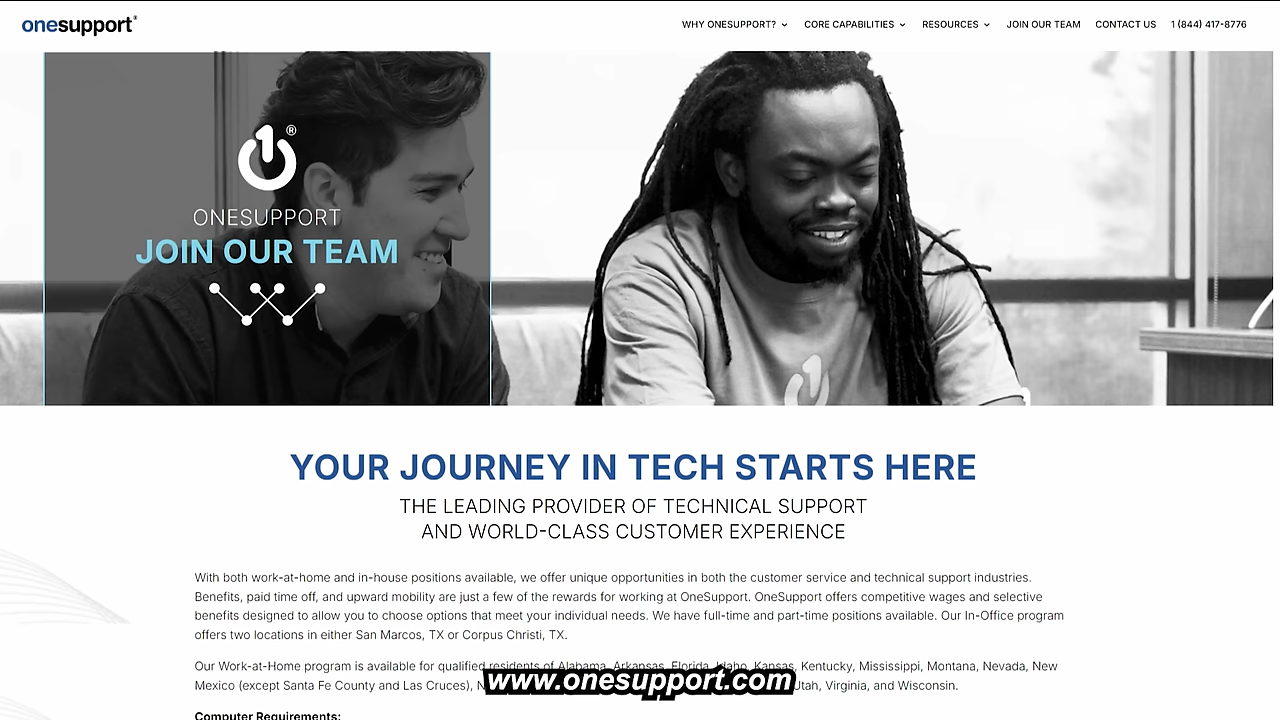 onesupport®
WHY ONESUPPORT? CORE CAPABILITIES RESOURCES JOIN OUR TEAM CONTACT US 1 (844) 417-8776
®
ONESUPPORT
JOIN OUR TEAM
YOUR JOURNEY IN TECH STARTS HERE
THE LEADING PROVIDER OF TECHNICAL SUPPORT
AND WORLD-CLASS CUSTOMER EXPERIENCE
With both work-at-home and in-house positions available, we offer unique opportunities in both the customer service and technical support industries.
Benefits, paid time off, and upward mobility are just a few of the rewards for working at OneSupport. OneSupport offers competitive wages and selective
benefits designed to allow you to choose options that meet your individual needs. We have full-time and part-time positions available. Our In-Office program
offers two locations in either San Marcos, TX or Corpus Christi, TX.
Our Work-at-Home program is available for qualified residents of Alabama, Arkansas, Florida, Idaho, Kansas, Kentucky, Mississippi, Montana, Nevada, New
Mexico (except Santa Fe County and Las Cruces), Utah, Virginia, and Wisconsin.
www.onesupport.com
Computer Requirements: